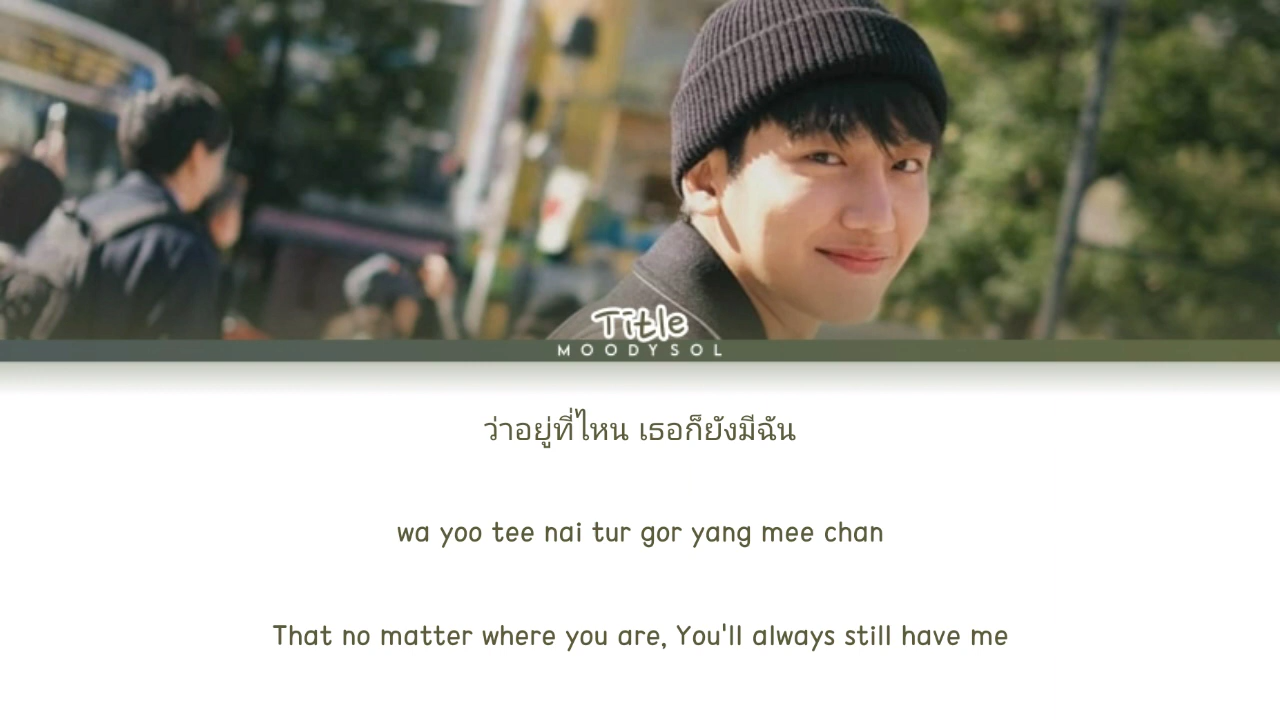 Title
MOODYSOL
ว่าอยู่ที่ไหน เธอก็ยังมีฉัน
wa yoo tee nai tur gor yang mee chan
That no matter where you are, You'll always still have me